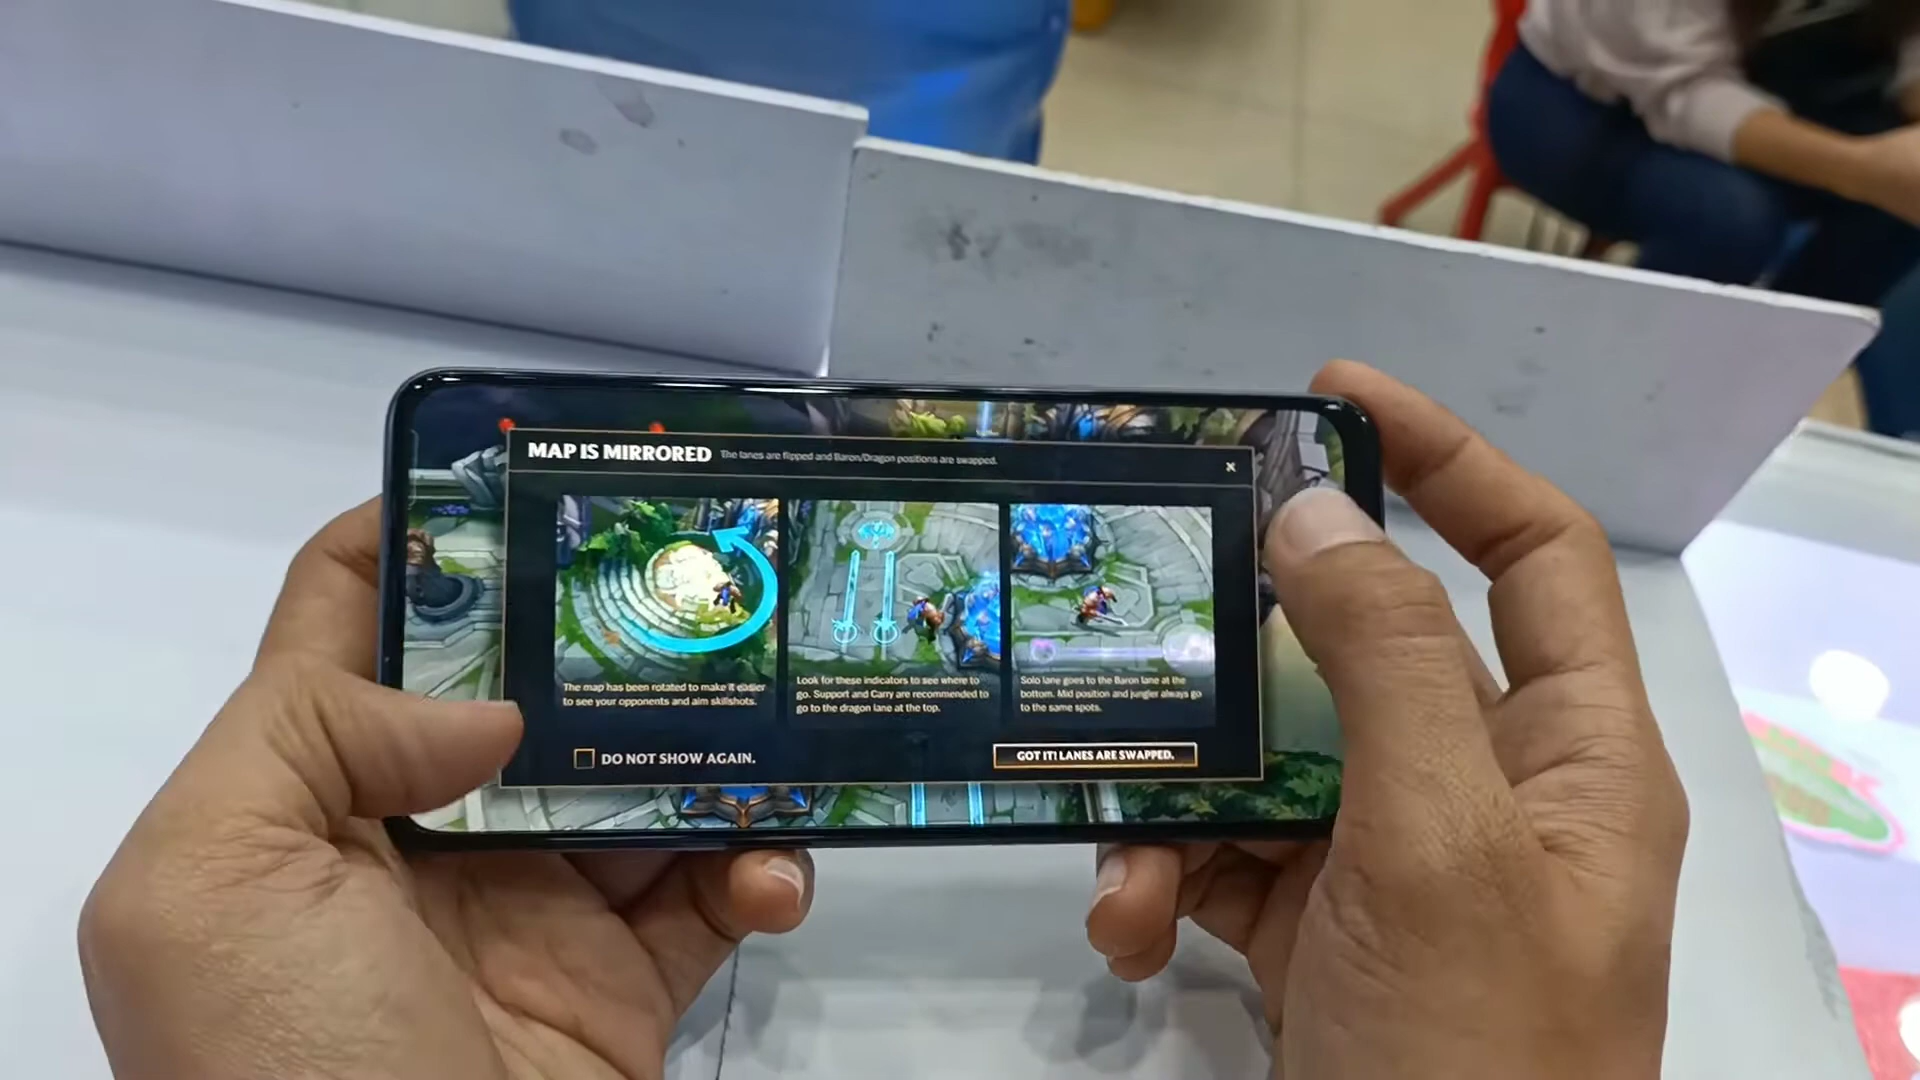 MAP IS MIRRORED The lanes are flipped and Baron/Dragon positions are swapped.
The map has been rotated to make it easier
to see your opponents and aim skillshots.
Look for these indicators to see where to
go. Support and Carry are recommended to
go to the dragon lane at the top.
Solo lane goes to the Baron lane at the
bottom. Mid position and jungler always go
to the same spots.
DO NOT SHOW AGAIN.
GOT IT! LANES ARE SWAPPED.